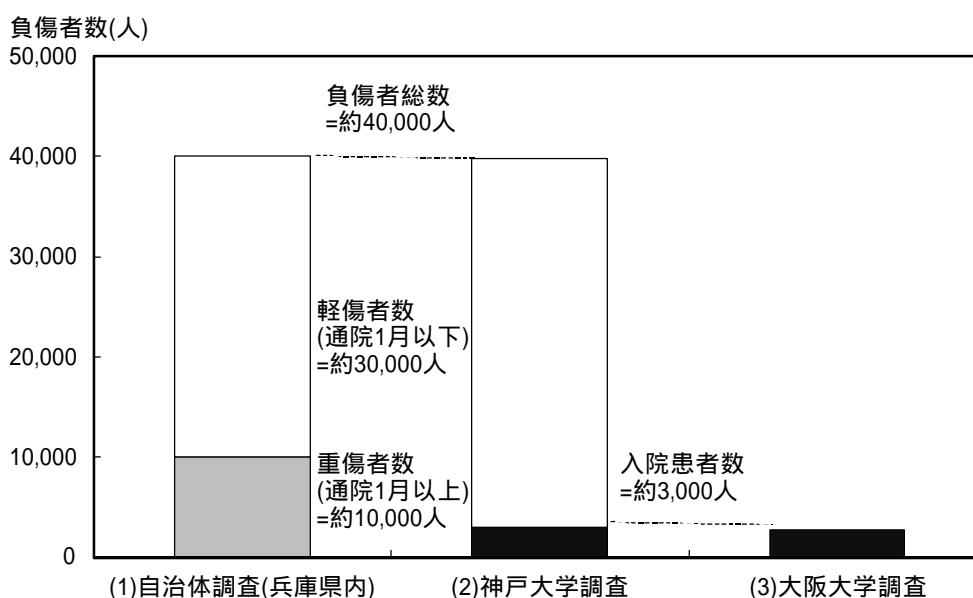 負傷者数(人)
50,000
負傷者総数
=約40,000人
40,000
30,000
軽傷者数
(通院1月以下)
=約30,000人
20,000
10,000
重傷者数
(通院1月以上)
=約10,000人
入院患者数
=約3,000人
0
(1)自治体調査(兵庫県内)
(2)神戸大学調査
(3)大阪大学調査